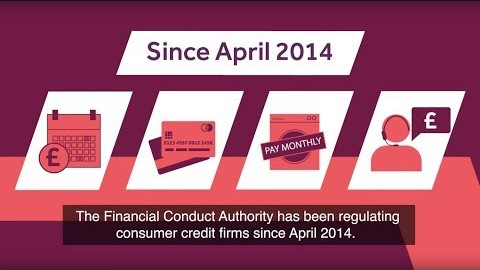 Since April 2014
£
0123 4567 8912 3456
PAY MONTHLY
£
The Financial Conduct Authority has been regulating
consumer credit firms since April 2014.